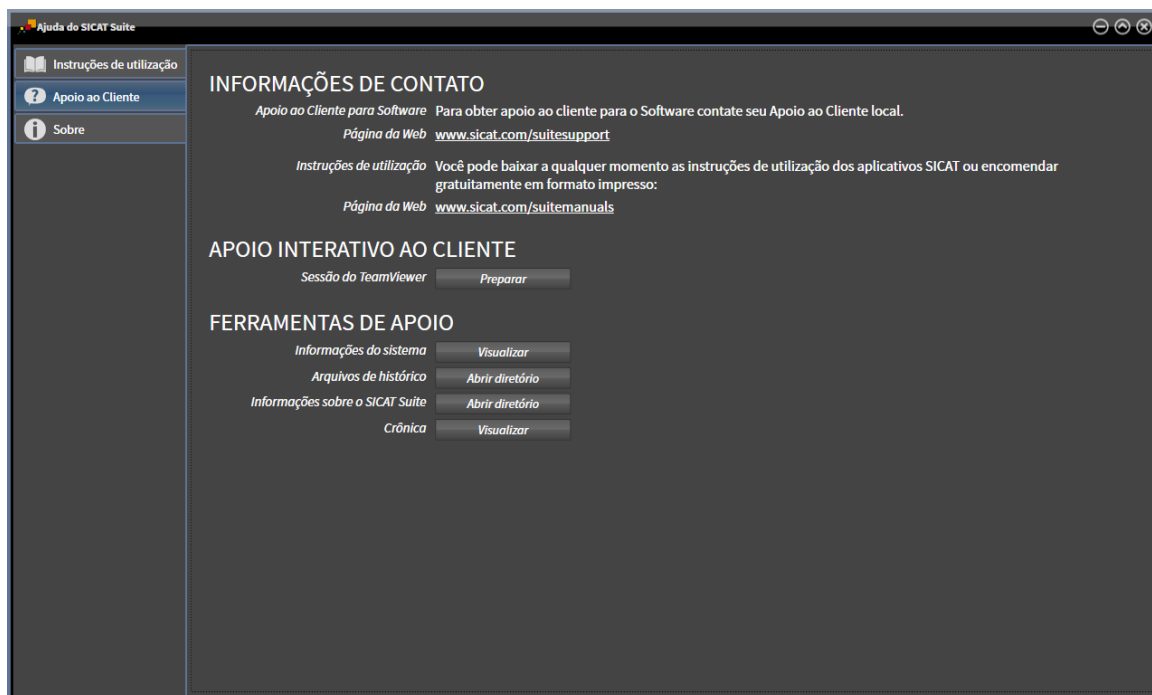 Ajuda do SICAT Suite
Instruções de utilização
Apoio ao Cliente
Sobre
INFORMAÇÕES DE CONTATO
Apoio ao Cliente para Software Para obter apoio ao cliente para o Software contate seu Apoio ao Cliente local.
Página da Web www.sicat.com/suitesupport
Instruções de utilização Você pode baixar a qualquer momento as instruções de utilização dos aplicativos SICAT ou encomendar
gratuitamente em formato impresso:
Página da Web www.sicat.com/suitemanuals
APOIO INTERATIVO AO CLIENTE
Sessão do TeamViewer Preparar
FERRAMENTAS DE APOIO
Informações do sistema Visualizar
Arquivos de histórico Abrir diretório
Informações sobre o SICAT Suite Abrir diretório
Crônica Visualizar